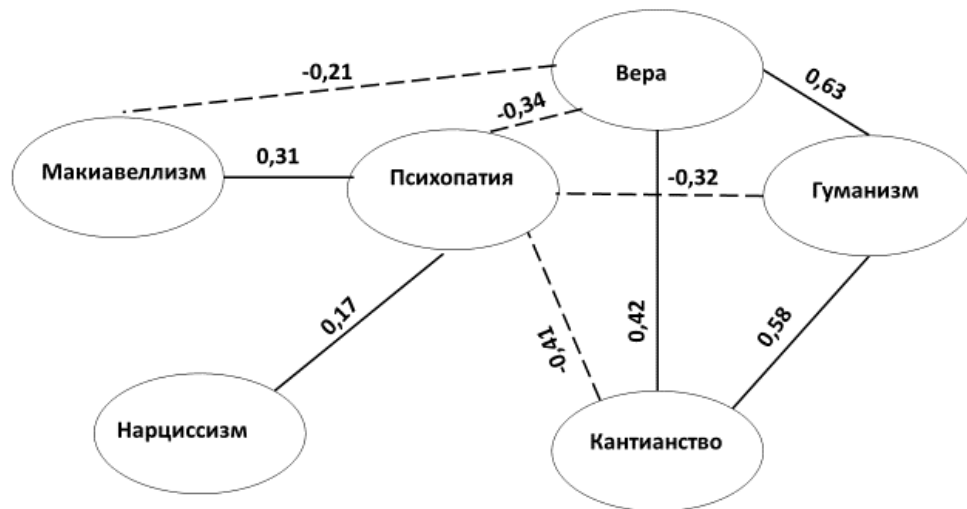 Вера
-0,21
0,63
-0,34
Макиавеллизм
0,31
Психопатия
-0,32
Гуманизм
0,17
-0,41
0,42
0,58
Нарциссизм
Кантианство